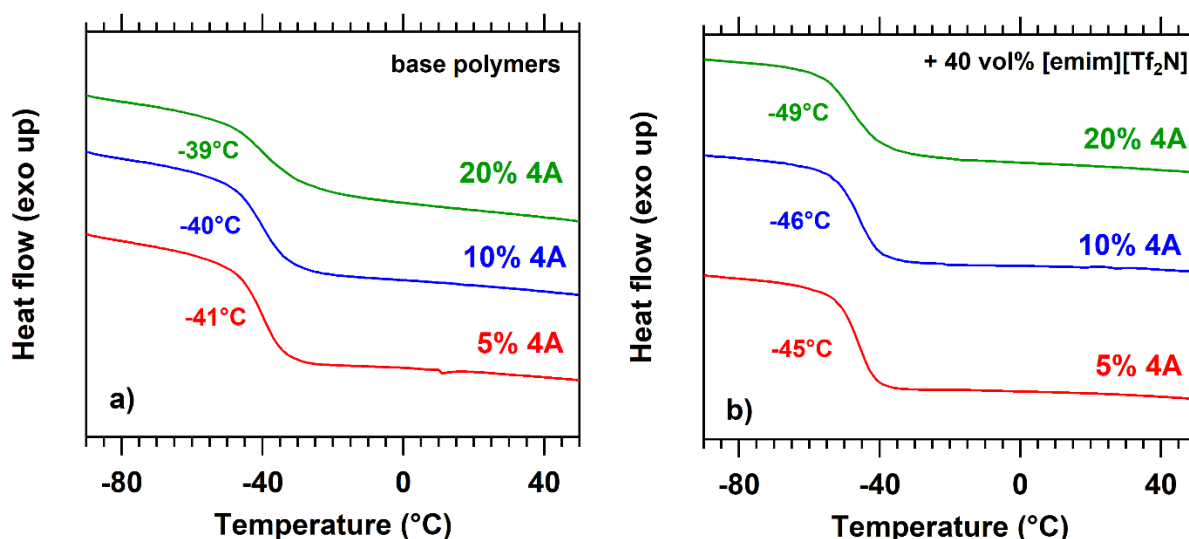 base polymers
-39°C
20% 4A
-40°C
10% 4A
-41°C
5% 4A
a)
Heat flow (exo up)
-80
-40
0
40
Temperature (°C)
+ 40 vol% [emim][Tf₂N]
-49°C
20% 4A
-46°C
10% 4A
-45°C
5% 4A
b)
Heat flow (exo up)
-80
-40
0
40
Temperature (°C)